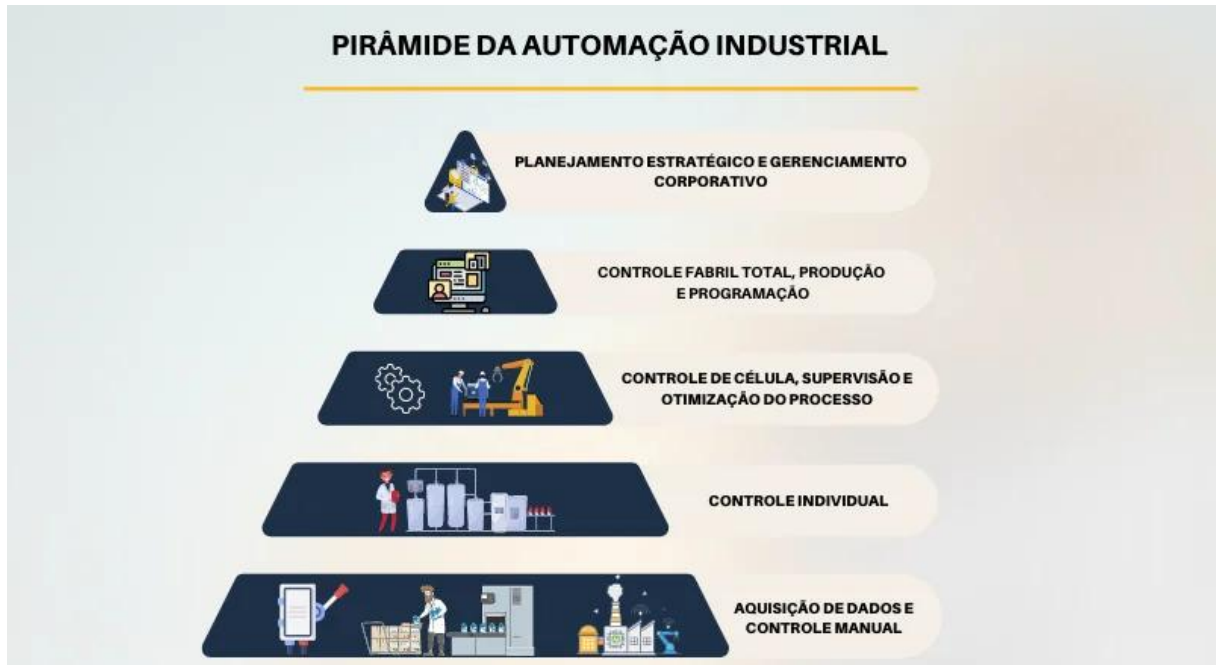 PIRÂMIDE DA AUTOMAÇÃO INDUSTRIAL
PLANEJAMENTO ESTRATÉGICO E GERENCIAMENTO
CORPORATIVO
CONTROLE FABRIL TOTAL, PRODUÇÃO
E PROGRAMAÇÃO
CONTROLE DE CÉLULA, SUPERVISÃO E
OTIMIZAÇÃO DO PROCESSO
CONTROLE INDIVIDUAL
AQUISIÇÃO DE DADOS E
CONTROLE MANUAL